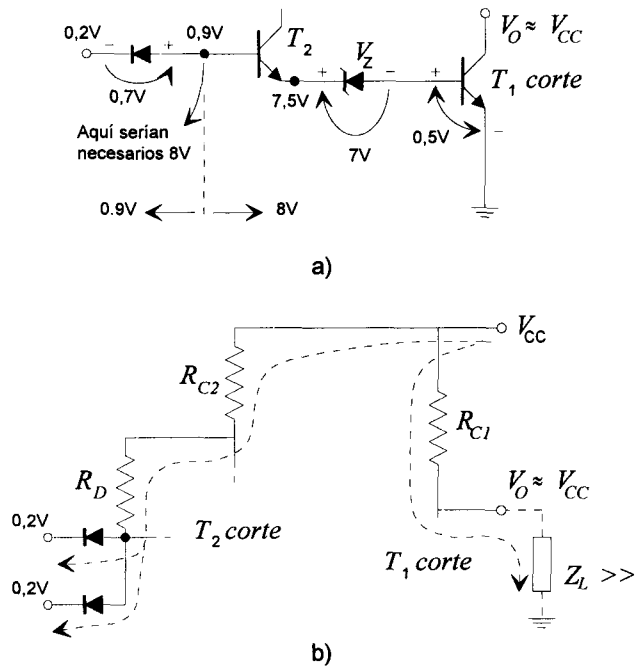 0,2V
0,9V
T2
VZ
VO ≈ VCC
T1 corte
0,7V
7,5V
Aquí serían
necesarios 8V
7V
0,5V
0.9V
8V
a)
VCC
RC2
RC1
RD
VO ≈ VCC
0,2V
T2 corte
T1 corte
0,2V
ZL >>
b)